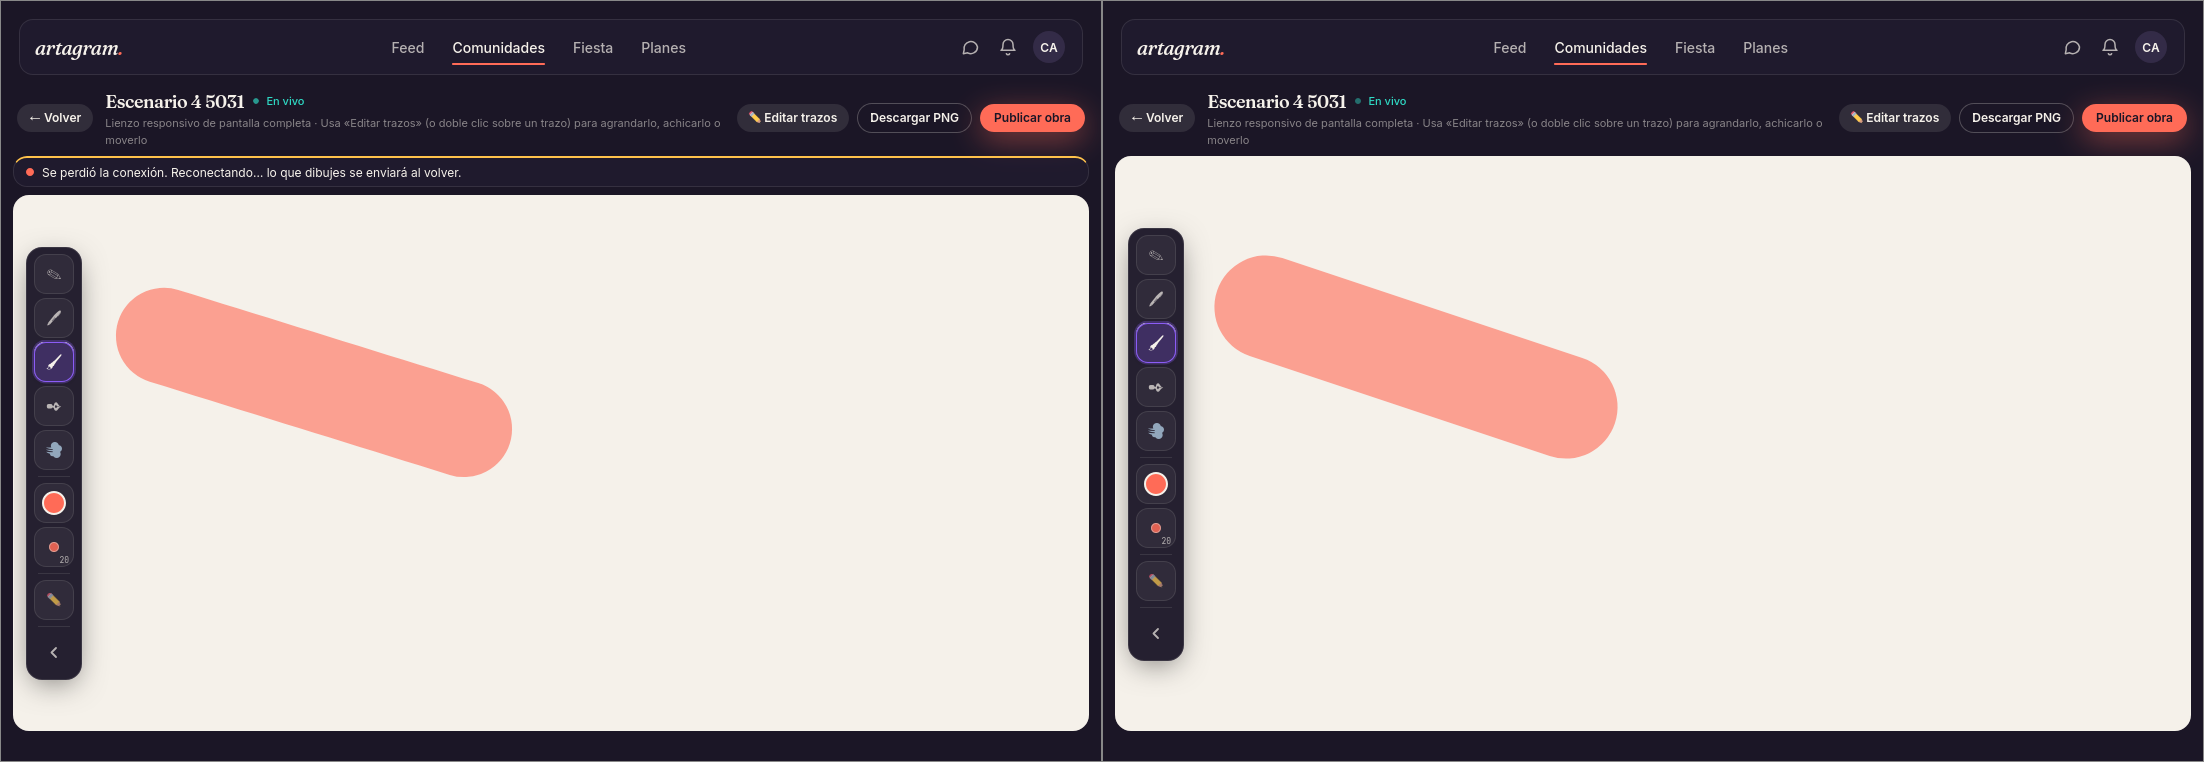 artagram.
Feed Comunidades Fiesta Planes
CA
← Volver
Escenario 4 5031 • En vivo
Lienzo responsivo de pantalla completa · Usa «Editar trazos» (o doble clic sobre un trazo) para agrandarlo, achicarlo o
moverlo
Editar trazos
Descargar PNG
Publicar obra
Se perdió la conexión. Reconectando... lo que dibujes se enviará al volver.
20
artagram.
Feed Comunidades Fiesta Planes
CA
← Volver
Escenario 4 5031 • En vivo
Lienzo responsivo de pantalla completa · Usa «Editar trazos» (o doble clic sobre un trazo) para agrandarlo, achicarlo o
moverlo
Editar trazos
Descargar PNG
Publicar obra
20